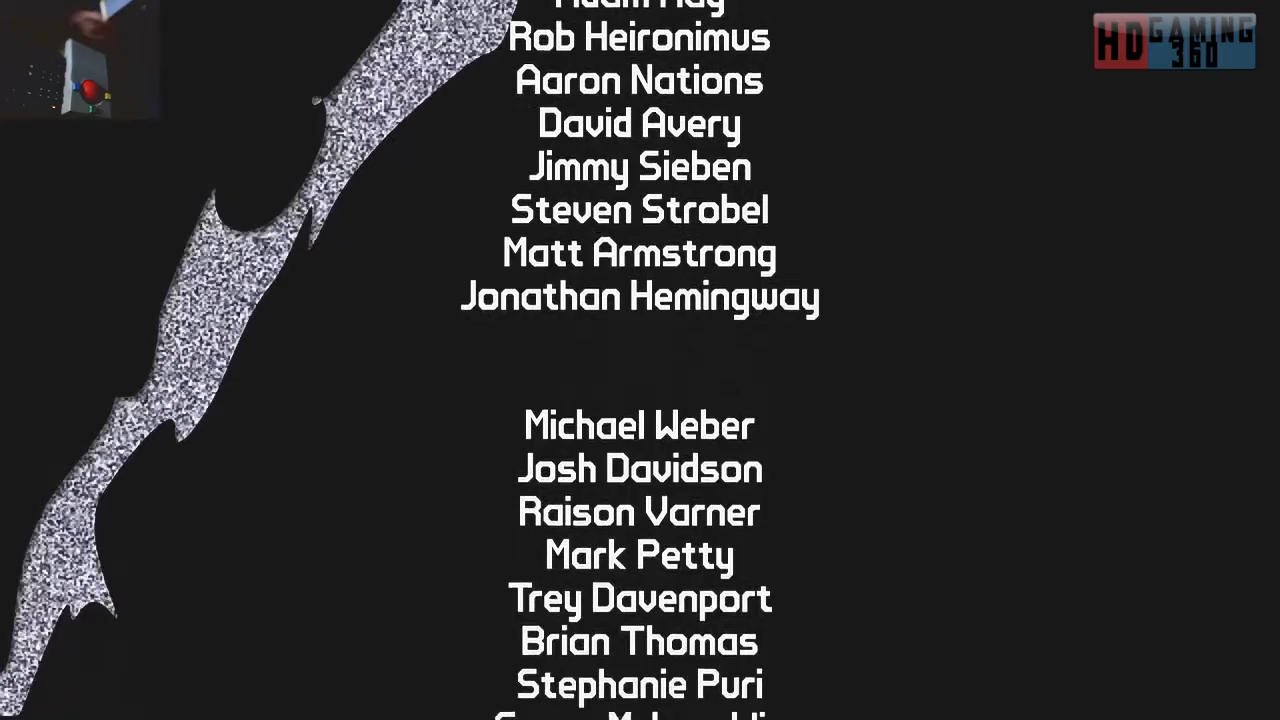 HD GAMING
360
Rob Heironimus
Aaron Nations
David Avery
Jimmy Sieben
Steven Strobel
Matt Armstrong
Jonathan Hemingway
Michael Weber
Josh Davidson
Raison Varner
Mark Petty
Trey Davenport
Brian Thomas
Stephanie Puri